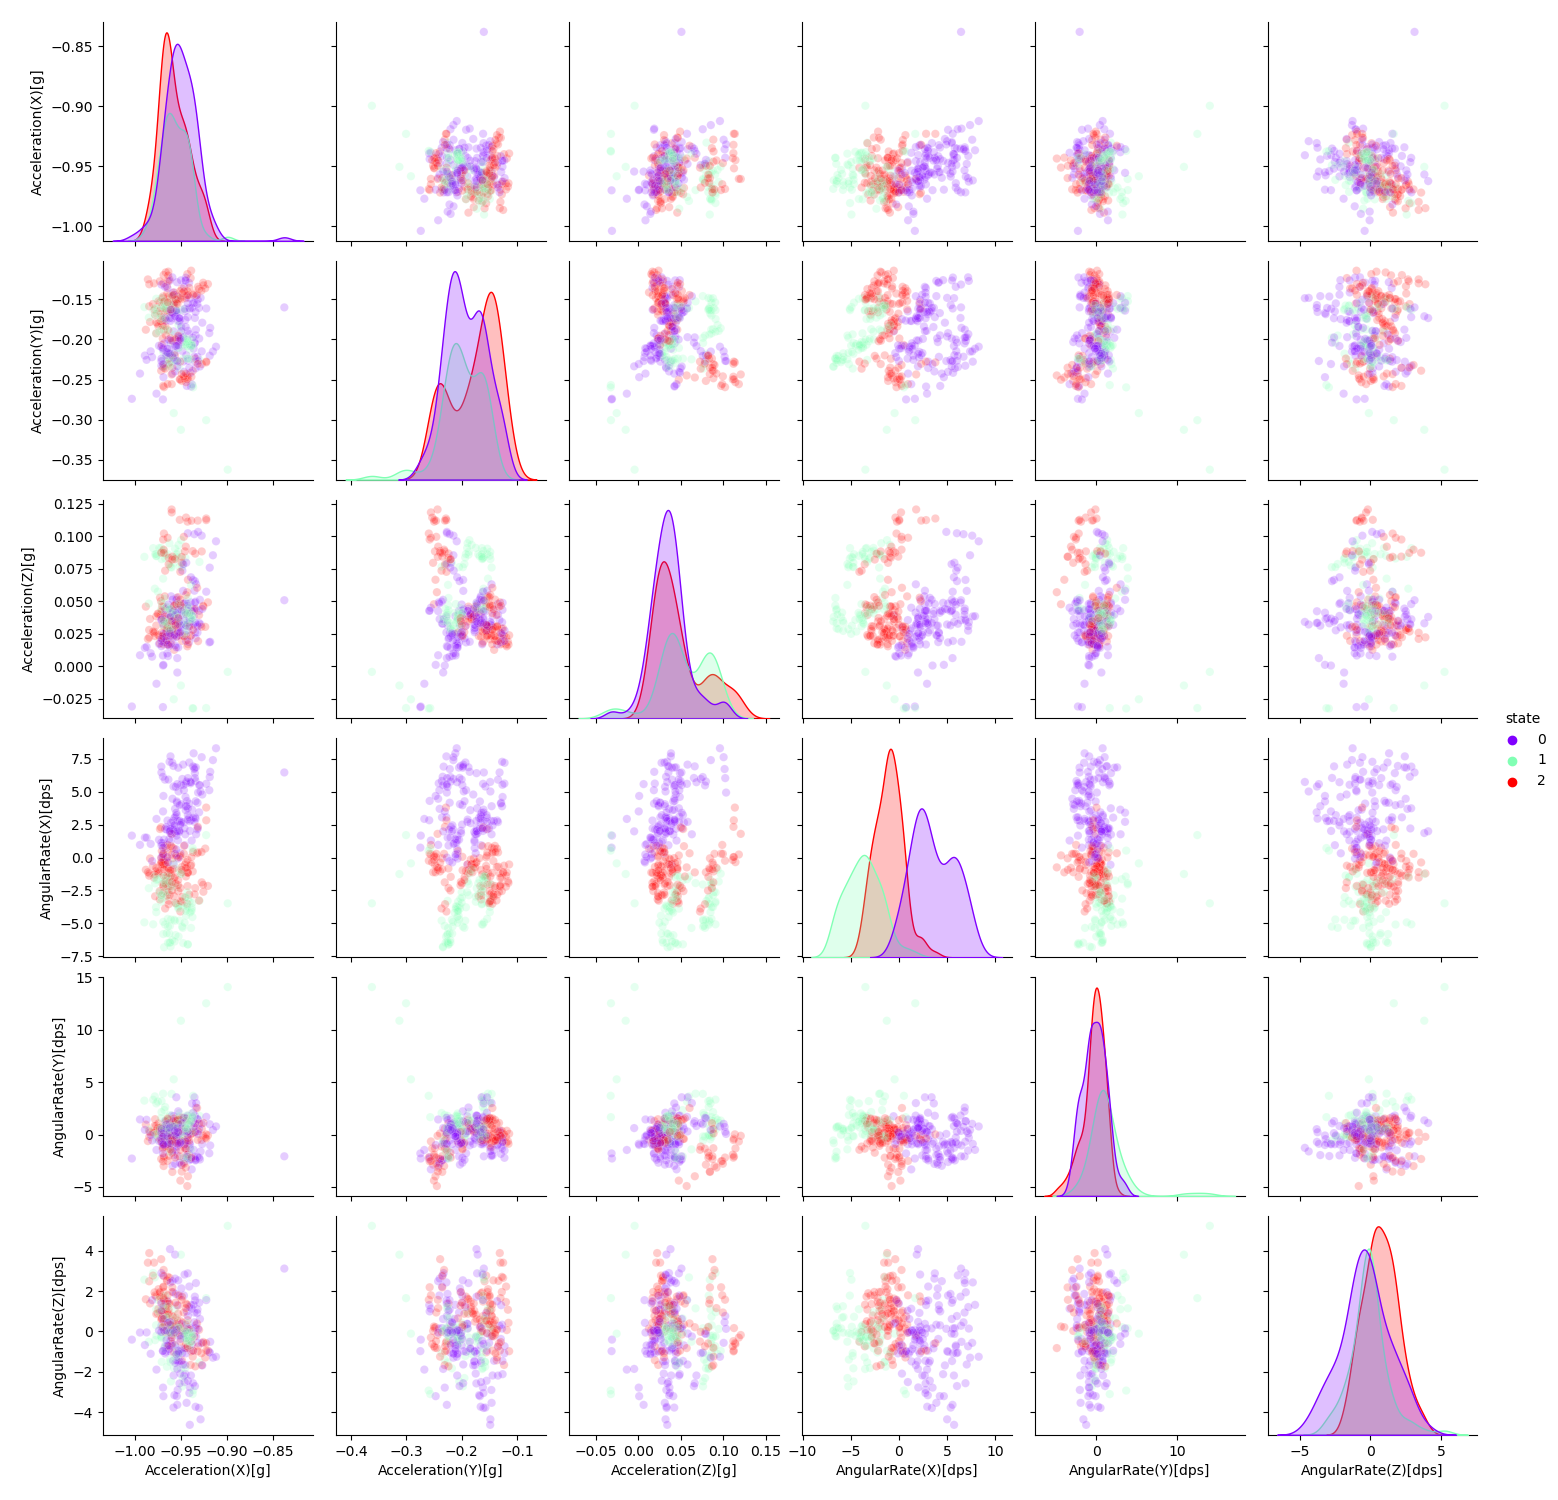 Acceleration(X)[g]
−0.85
−0.90
−0.95
−1.00
Acceleration(Y)[g]
−0.15
−0.20
−0.25
−0.30
−0.35
Acceleration(Z)[g]
0.125
0.100
0.075
0.050
0.025
0.000
−0.025
AngularRate(X)[dps]
7.5
5.0
2.5
0.0
−2.5
−5.0
−7.5
AngularRate(Y)[dps]
15
10
5
0
−5
AngularRate(Z)[dps]
4
2
0
−2
−4
−1.00 −0.95 −0.90 −0.85
−0.4 −0.3 −0.2 −0.1
−0.05 0.00 0.05 0.10 0.15
−10 −5 0 5 10
0 10
−5 0 5
Acceleration(X)[g]
Acceleration(Y)[g]
Acceleration(Z)[g]
AngularRate(X)[dps]
AngularRate(Y)[dps]
AngularRate(Z)[dps]
state
0
1
2